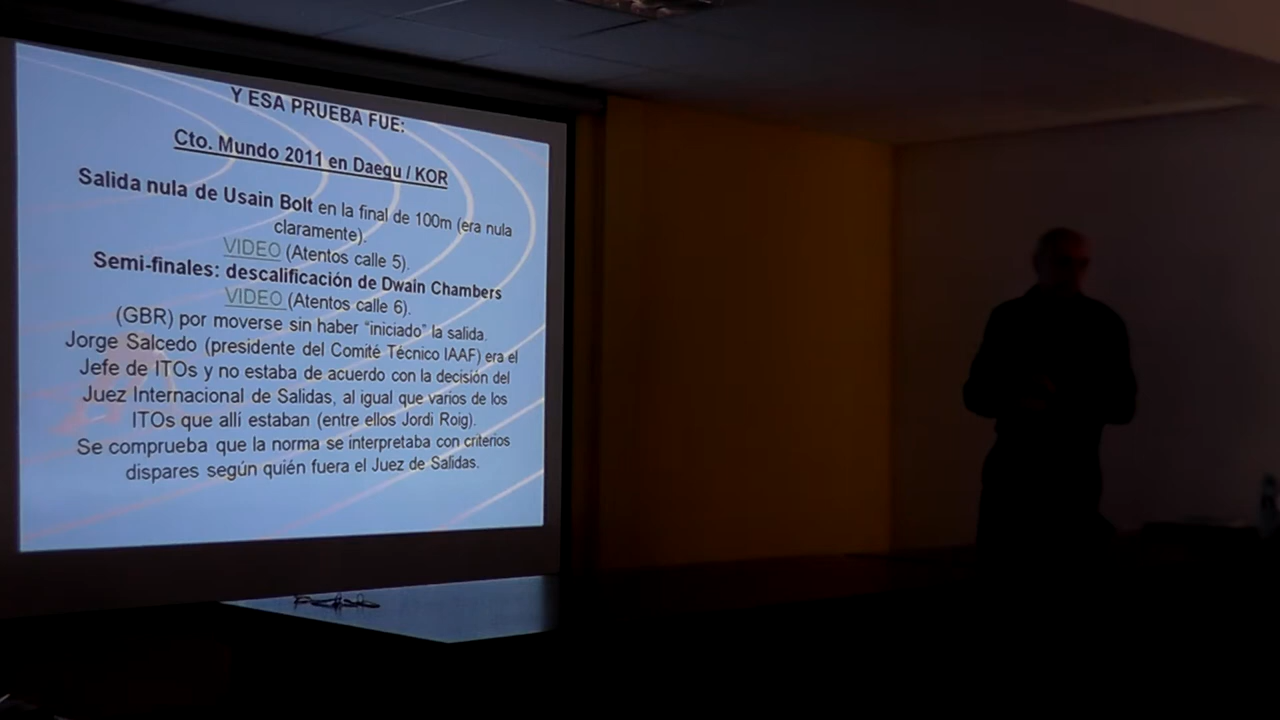 Y ESA PRUEBA FUE:
Cto. Mundo 2011 en Daegu / KOR
Salida nula de Usain Bolt en la final de 100m (era nula
claramente).
VIDEO (Atentos calle 5).
Semi-finales: descalificación de Dwain Chambers
VIDEO (Atentos calle 6).
(GBR) por moverse sin haber “iniciado” la salida.
Jorge Salcedo (presidente del Comité Técnico IAAF) era el
Jefe de ITOs y no estaba de acuerdo con la decisión del
Juez Internacional de Salidas, al igual que varios de los
ITOs que allí estaban (entre ellos Jordi Roig).
Se comprueba que la norma se interpretaba con criterios
dispares según quién fuera el Juez de Salidas.